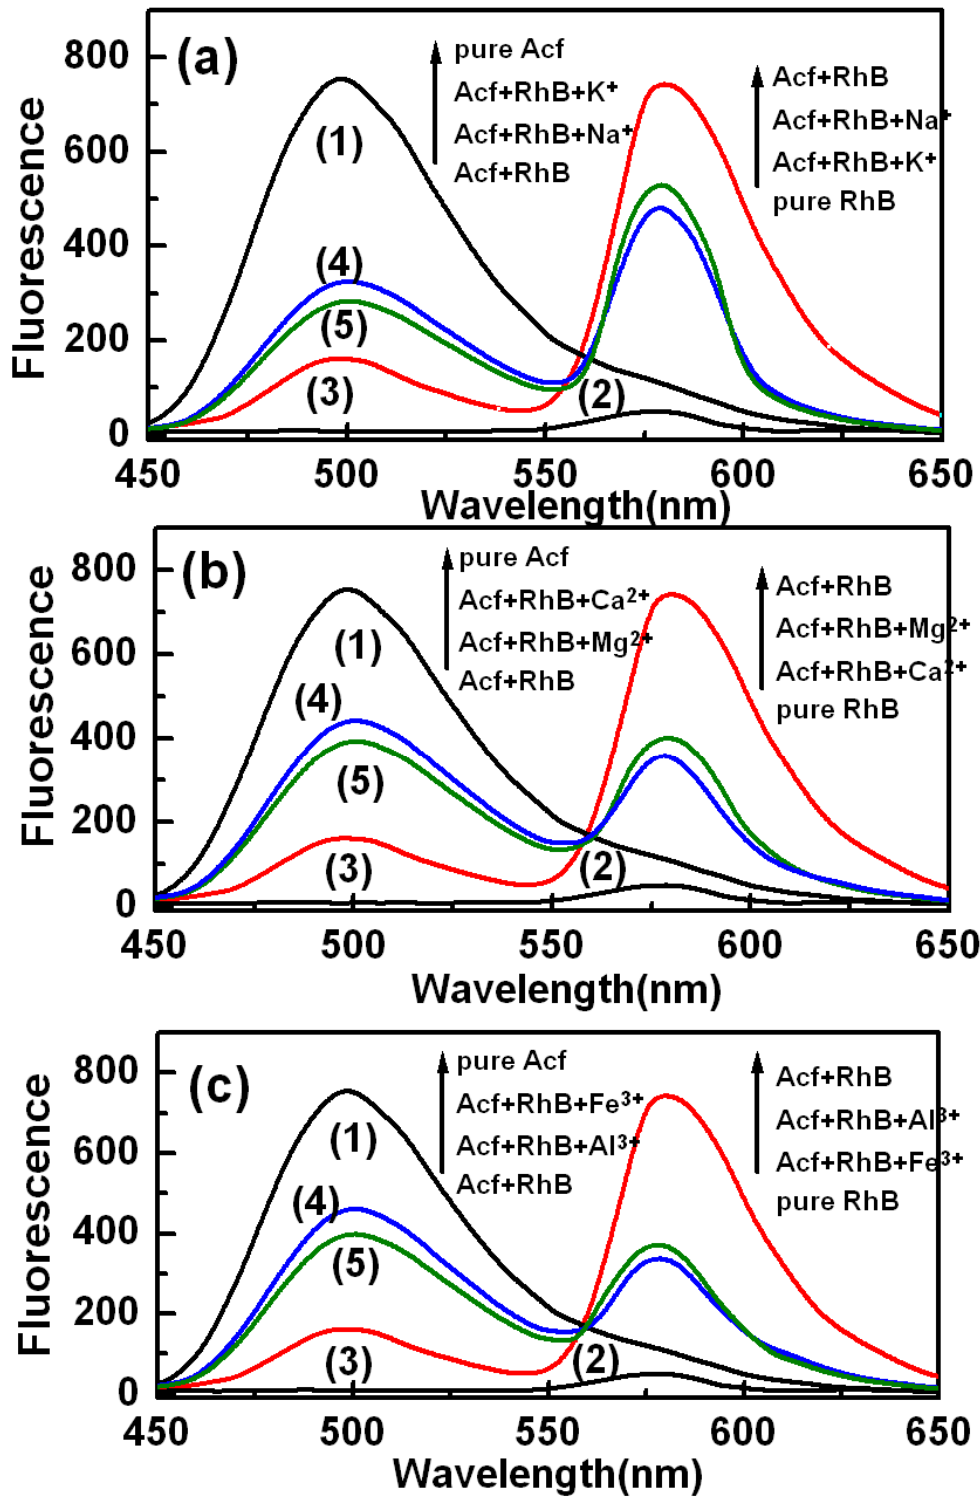 (a)
pure Acf
Acf+RhB+K⁺
Acf+RhB+Na⁺
Acf+RhB
Acf+RhB
Acf+RhB+Na⁺
Acf+RhB+K⁺
pure RhB
(1)
(4)
(5)
(3)
(2)
Fluorescence
800
600
400
200
0
450 500 550 600 650
Wavelength(nm)
(b)
pure Acf
Acf+RhB+Ca²⁺
Acf+RhB+Mg²⁺
Acf+RhB
Acf+RhB
Acf+RhB+Mg²⁺
Acf+RhB+Ca²⁺
pure RhB
(1)
(4)
(5)
(3)
(2)
Fluorescence
800
600
400
200
0
450 500 550 600 650
Wavelength(nm)
(c)
pure Acf
Acf+RhB+Fe³⁺
Acf+RhB+Al³⁺
Acf+RhB
Acf+RhB
Acf+RhB+Al³⁺
Acf+RhB+Fe³⁺
pure RhB
(1)
(4)
(5)
(3)
(2)
Fluorescence
800
600
400
200
0
450 500 550 600 650
Wavelength(nm)